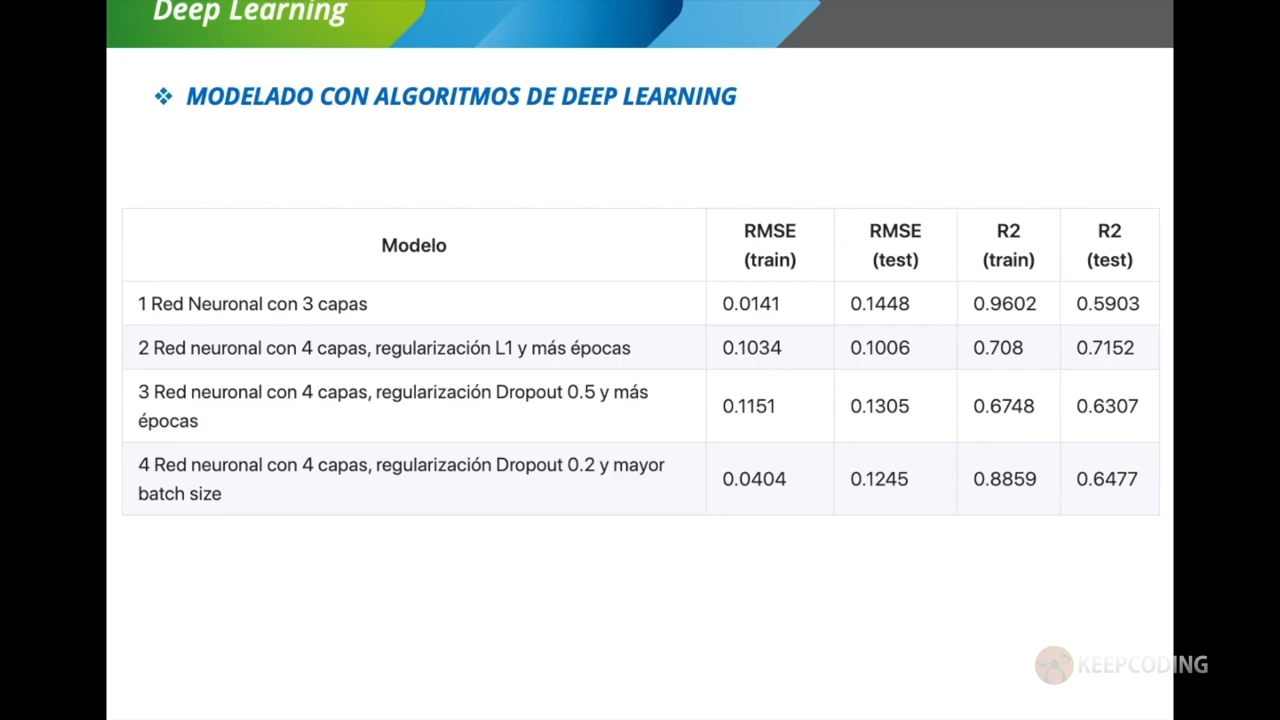 Deep Learning
❖ MODELADO CON ALGORITMOS DE DEEP LEARNING
Modelo RMSE (train) RMSE (test) R2 (train) R2 (test)
1 Red Neuronal con 3 capas 0.0141 0.1448 0.9602 0.5903
2 Red neuronal con 4 capas, regularización L1 y más épocas 0.1034 0.1006 0.708 0.7152
3 Red neuronal con 4 capas, regularización Dropout 0.5 y más
épocas 0.1151 0.1305 0.6748 0.6307
4 Red neuronal con 4 capas, regularización Dropout 0.2 y mayor
batch size 0.0404 0.1245 0.8859 0.6477
KEEPCODING